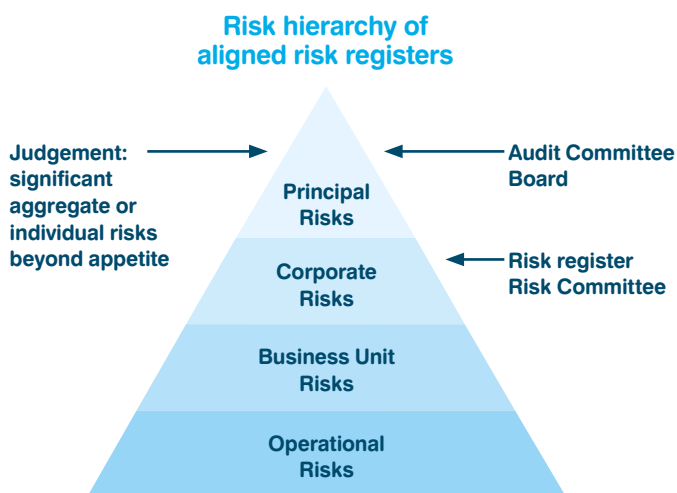 Risk hierarchy of
aligned risk registers
Judgement:
significant
aggregate or
individual risks
beyond appetite
Audit Committee
Board
Principal
Risks
Risk register
Risk Committee
Corporate
Risks
Business Unit
Risks
Operational
Risks